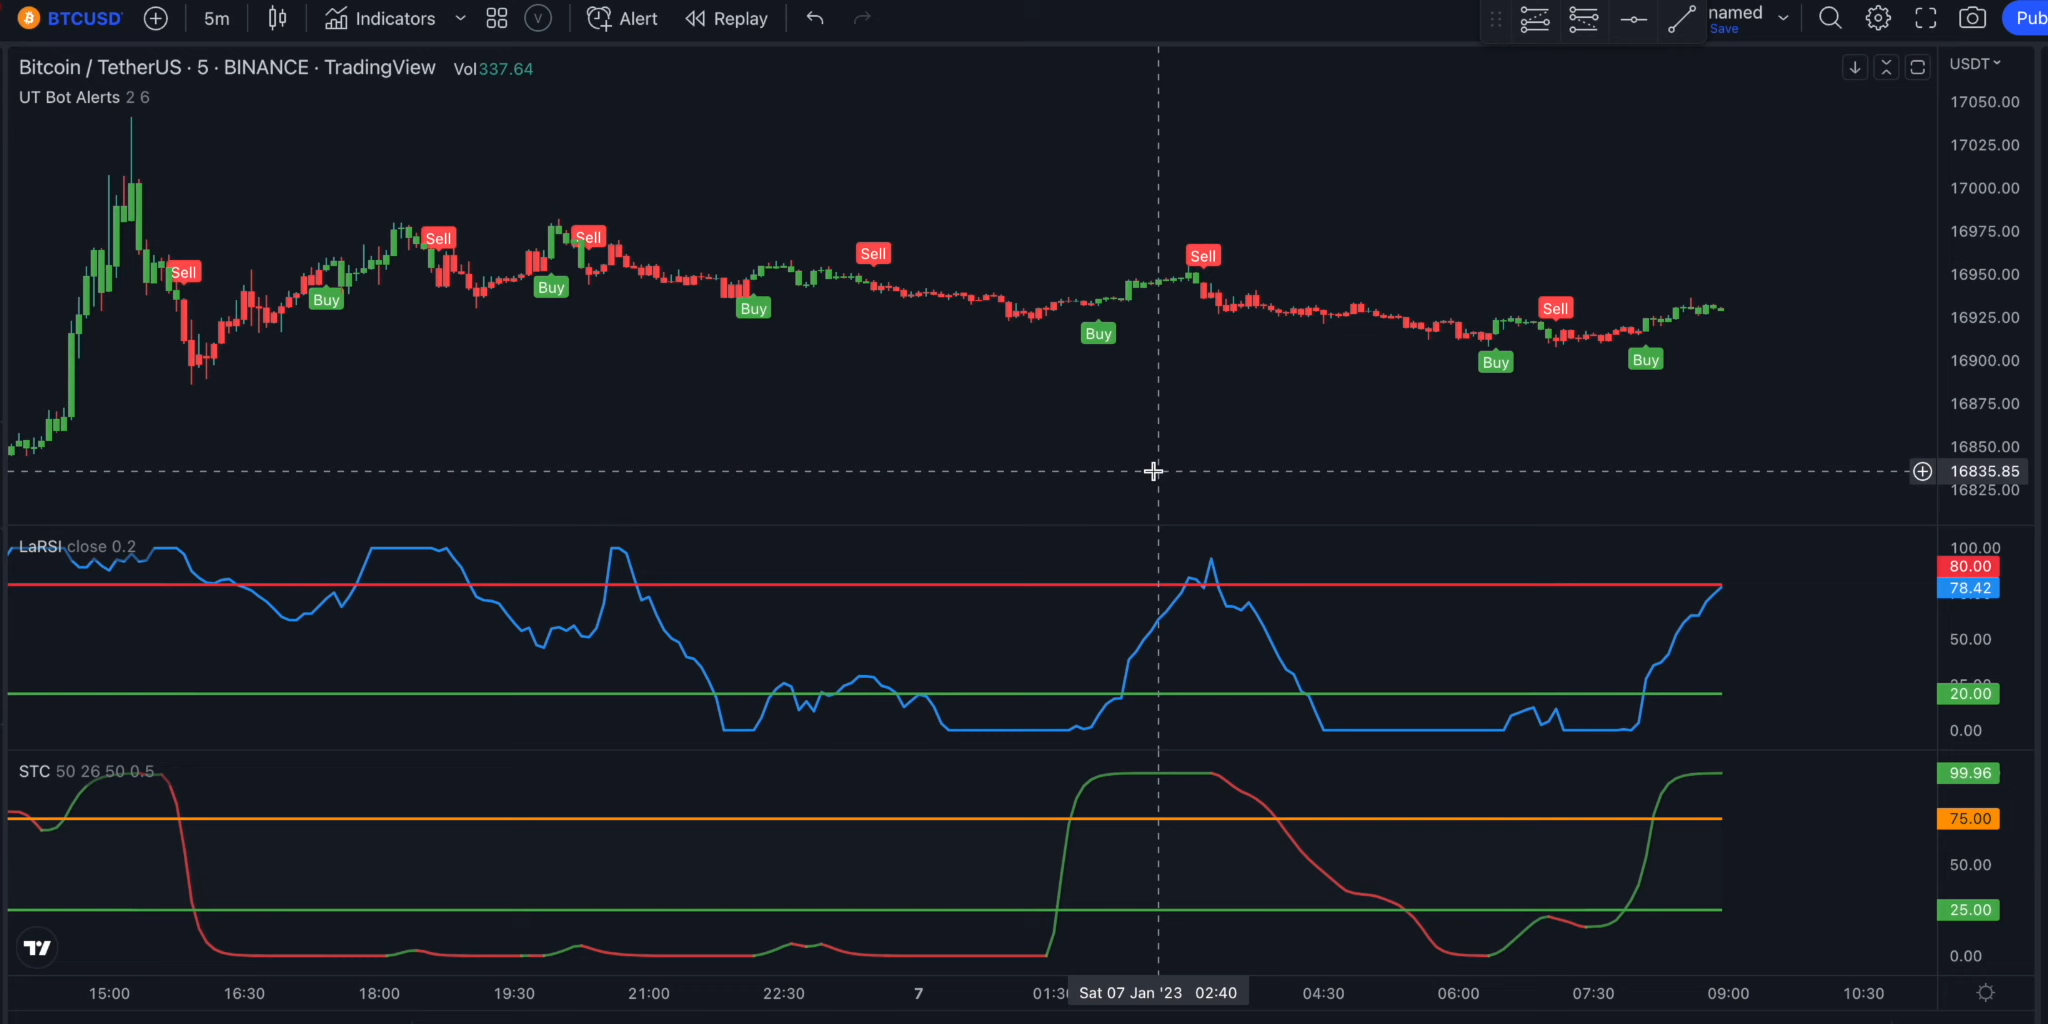 BTCUSD 5m Indicators V Alert Replay named Pub
Save
Bitcoin / TetherUS · 5 · BINANCE · TradingView Vol337.64
UT Bot Alerts 2 6
USDT
17050.00
17025.00
17000.00
16975.00
16950.00
16925.00
16900.00
16875.00
16850.00
16835.85
16825.00
Sell
Buy
Sell
Buy
Sell
Buy
Sell
Buy
Sell
Buy
Sell
Buy
LaRSI close 0.2
100.00
80.00
78.42
50.00
20.00
0.00
STC 50 26 50 0.5
99.96
75.00
50.00
25.00
0.00
15:00 16:30 18:00 19:30 21:00 22:30 7 01:30 Sat 07 Jan '23 02:40 04:30 06:00 07:30 09:00 10:30